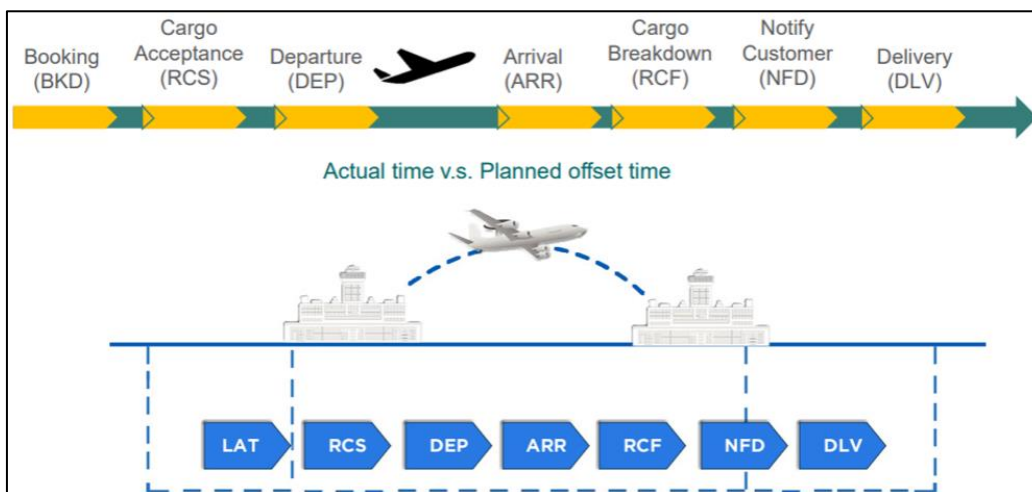 Booking
(BKD)
Cargo
Acceptance
(RCS)
Departure
(DEP)
Arrival
(ARR)
Cargo
Breakdown
(RCF)
Notify
Customer
(NFD)
Delivery
(DLV)
Actual time v.s. Planned offset time
LAT
RCS
DEP
ARR
RCF
NFD
DLV